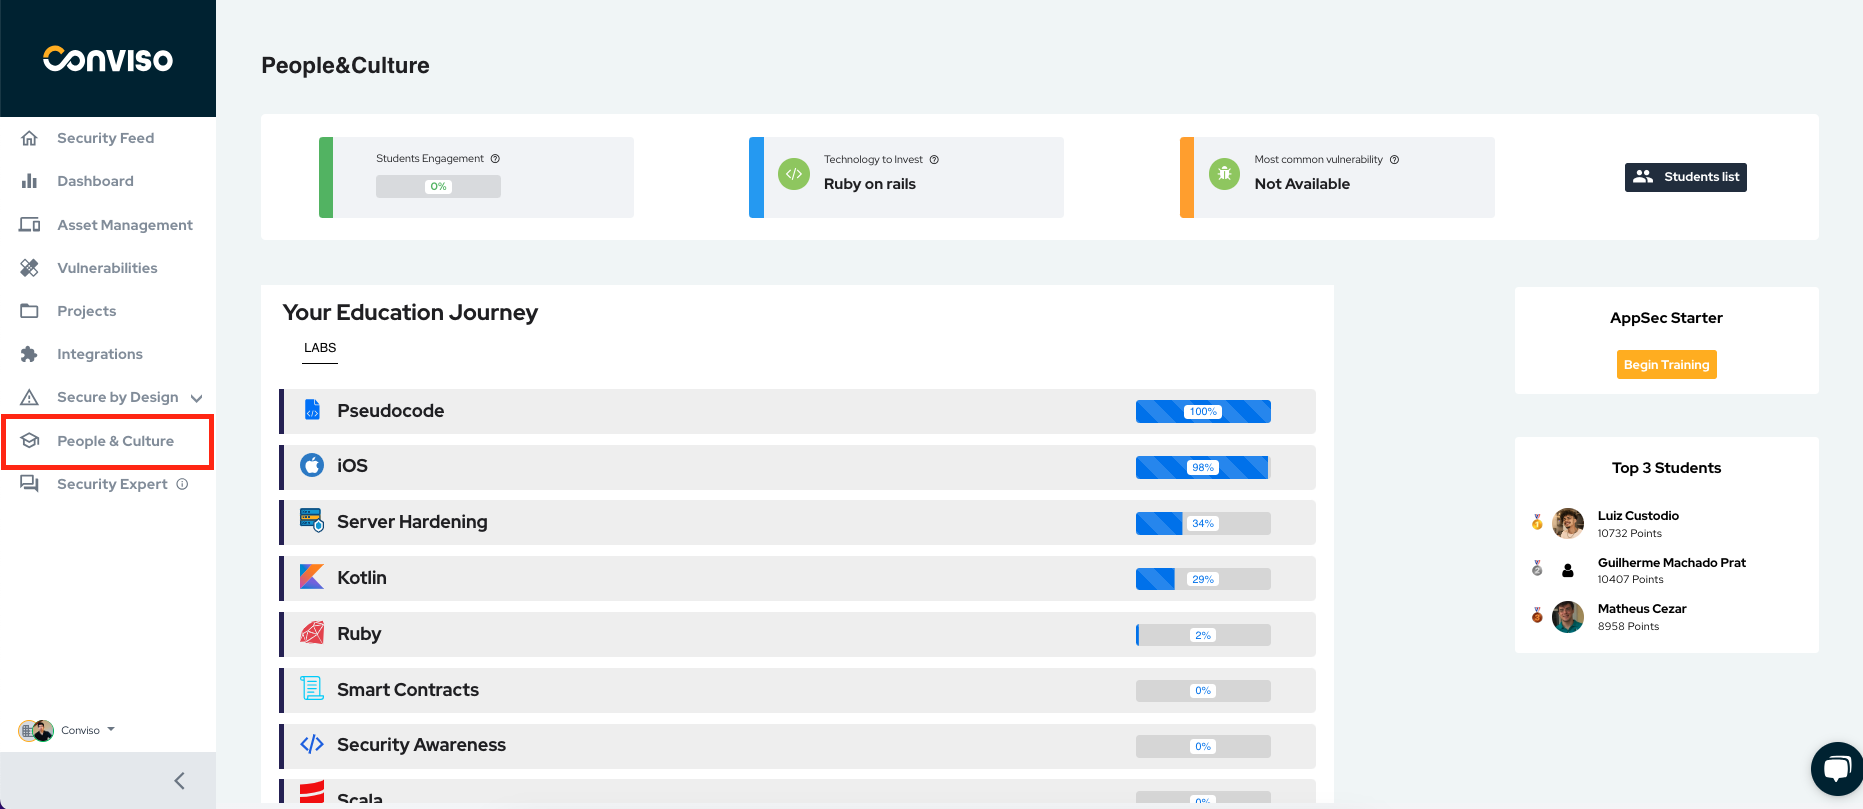 CONVISO
Security Feed
Dashboard
Asset Management
Vulnerabilities
Projects
Integrations
Secure by Design
People & Culture
Security Expert
Conviso
People&Culture
Students Engagement
0%
Technology to Invest
Ruby on rails
Most common vulnerability
Not Available
Students list
Your Education Journey
LABS
Pseudocode
100%
iOS
98%
Server Hardening
34%
Kotlin
29%
Ruby
2%
Smart Contracts
0%
Security Awareness
0%
Scala
0%
AppSec Starter
Begin Training
Top 3 Students
Luiz Custodio
10732 Points
Guilherme Machado Prat
10407 Points
Matheus Cezar
8958 Points